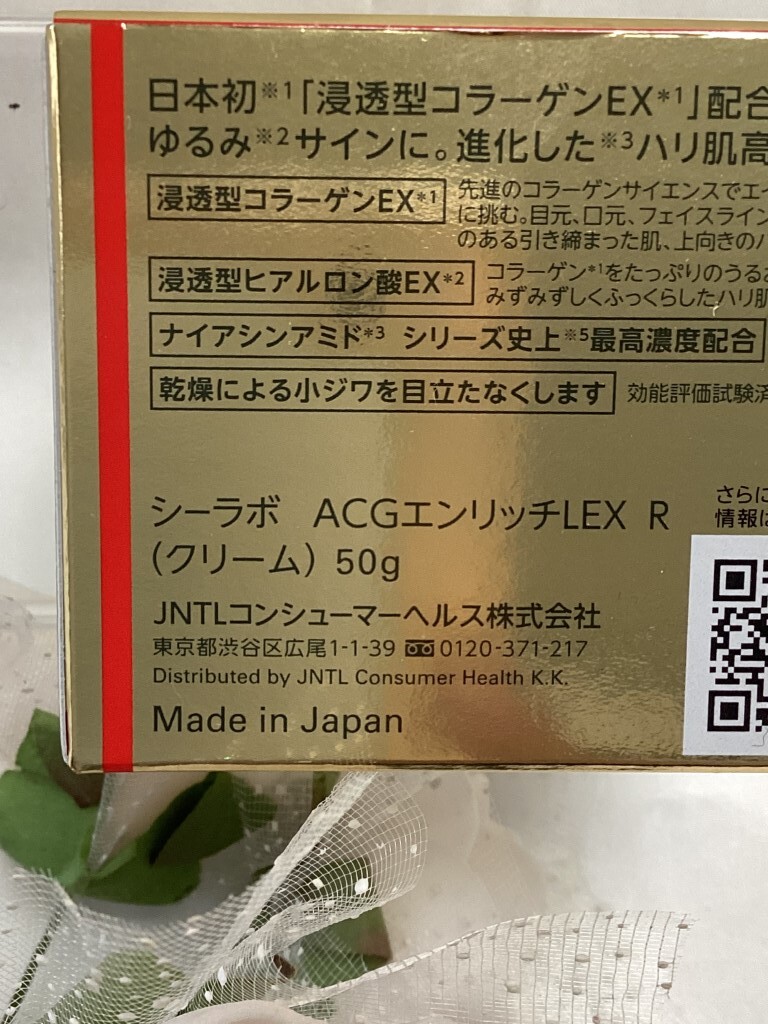 日本初※1「浸透型コラーゲンEX*1」配合
ゆるみ※2サインに。進化した※3ハリ肌高
浸透型コラーゲンEX*1
先進のコラーゲンサイエンスでエイ
に挑む。目元、口元、フェイスライン
のある引き締まった肌、上向きのハ
浸透型ヒアルロン酸EX*2
コラーゲン*1をたっぷりのうるお
みずみずしくふっくらしたハリ肌
ナイアシンアミド*3 シリーズ史上※5最高濃度配合
乾燥による小ジワを目立たなくします 効能評価試験済
シーラボ ACGエンリッチLEX R
(クリーム) 50g
さらに
情報は
JNTLコンシューマーヘルス株式会社
東京都渋谷区広尾1-1-39 0120-371-217
Distributed by JNTL Consumer Health K.K.
Made in Japan